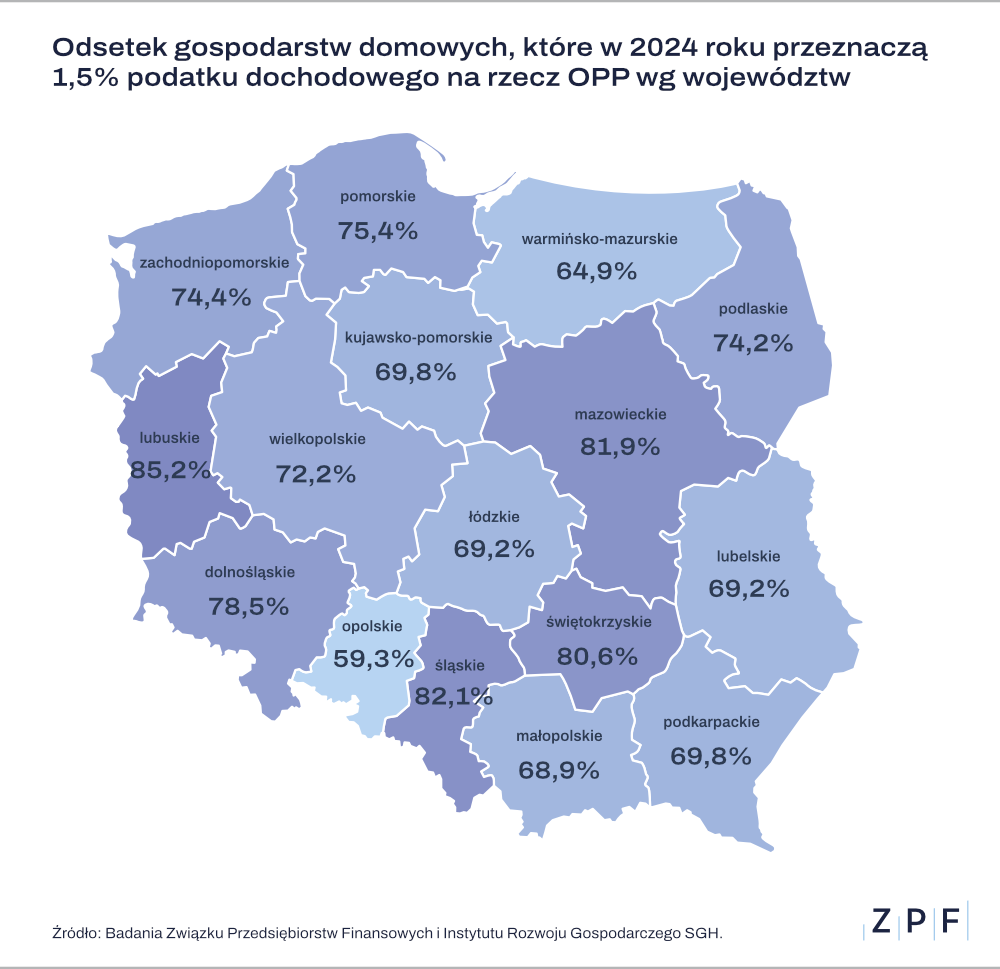 Odsetek gospodarstw domowych, które w 2024 roku przeznaczą
1,5% podatku dochodowego na rzecz OPP wg województw
pomorskie
75,4%
warmińsko-mazurskie
64,9%
zachodniopomorskie
74,4%
podlaskie
74,2%
kujawsko-pomorskie
69,8%
mazowieckie
81,9%
lubuskie
85,2%
wielkopolskie
72,2%
łódzkie
69,2%
lubelskie
69,2%
dolnośląskie
78,5%
opolskie
59,3%
świętokrzyskie
80,6%
śląskie
82,1%
małopolskie
68,9%
podkarpackie
69,8%
Źródło: Badania Związku Przedsiębiorstw Finansowych i Instytutu Rozwoju Gospodarczego SGH.
ZPF